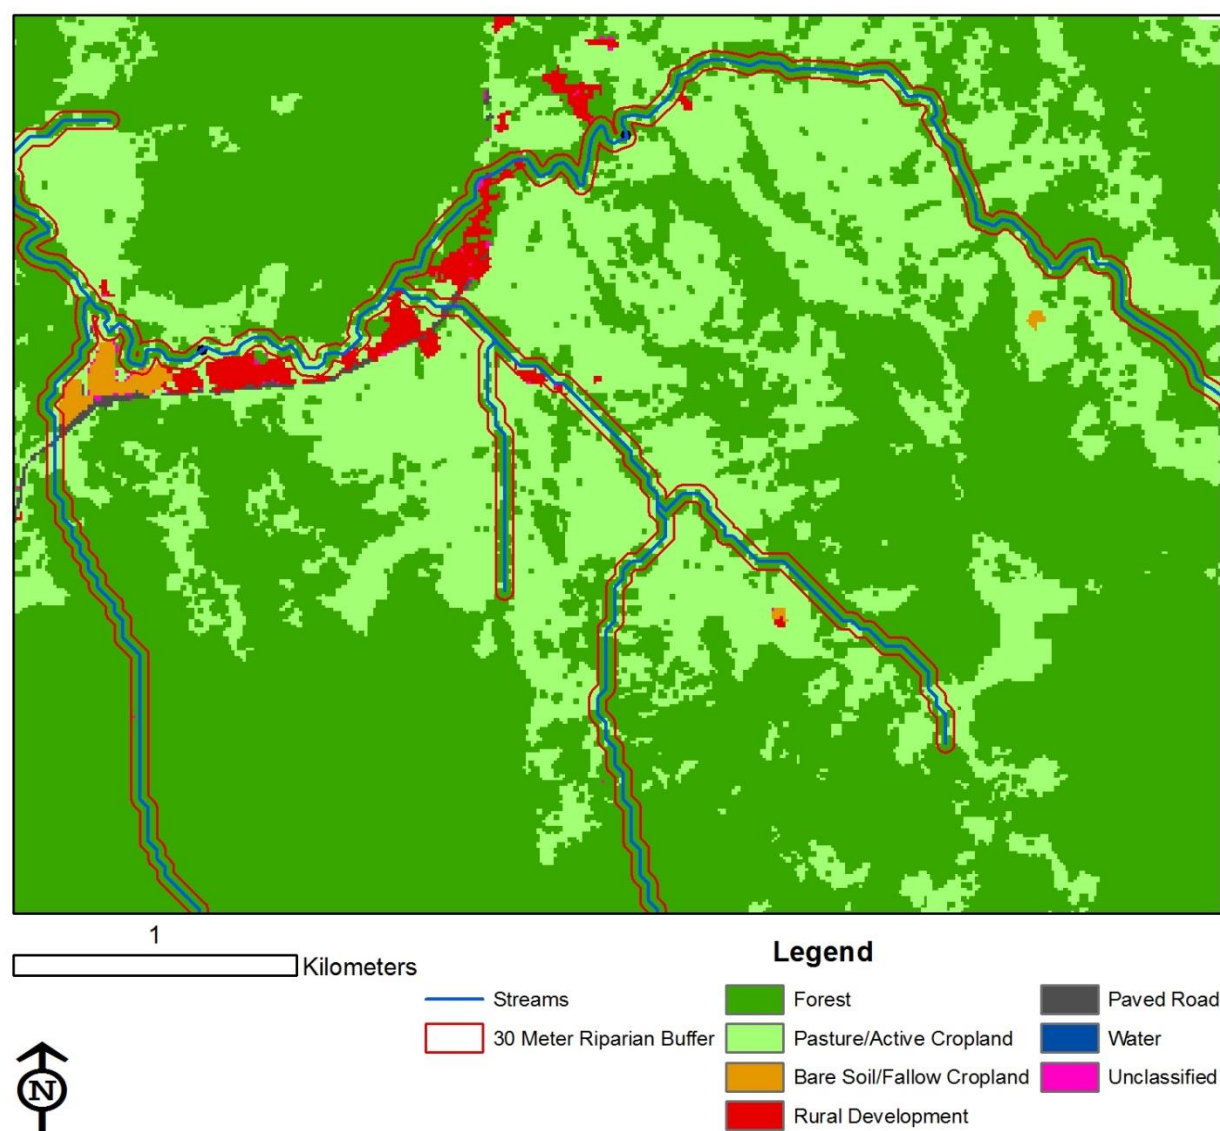 1
Kilometers
N
Legend
Streams
30 Meter Riparian Buffer
Forest
Pasture/Active Cropland
Bare Soil/Fallow Cropland
Rural Development
Paved Road
Water
Unclassified